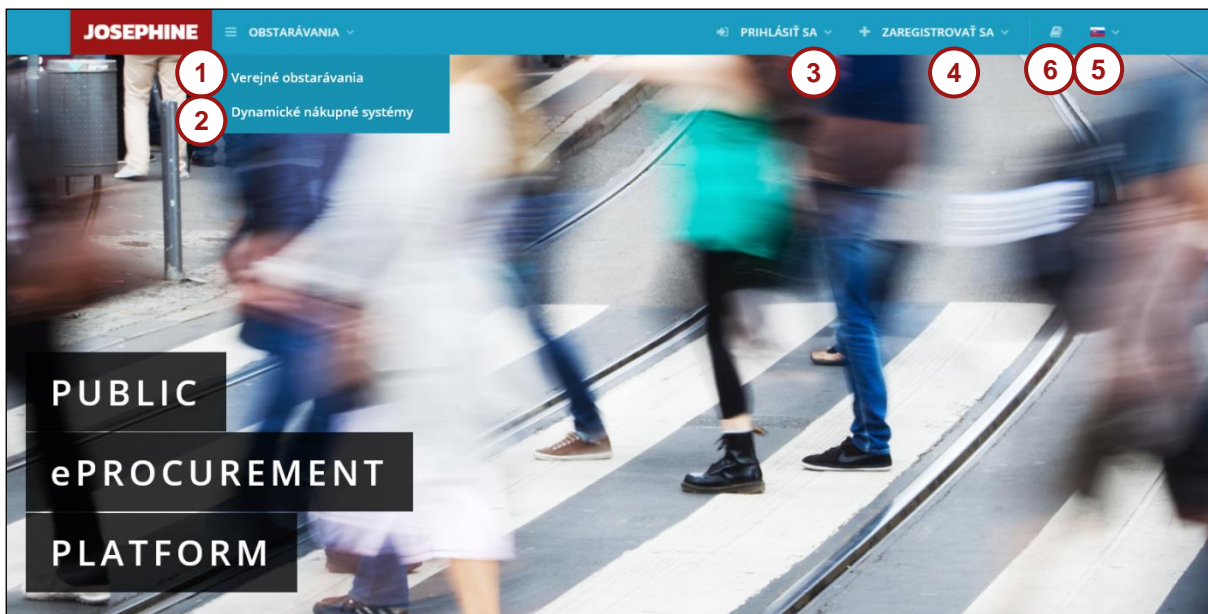 JOSEPHINE
OBSTARÁVANIA
PRIHLÁSIŤ SA
ZAREGISTROVAŤ SA
1 Verejné obstarávania
2 Dynamické nákupné systémy
3
4
6
5
PUBLIC
ePROCUREMENT
PLATFORM